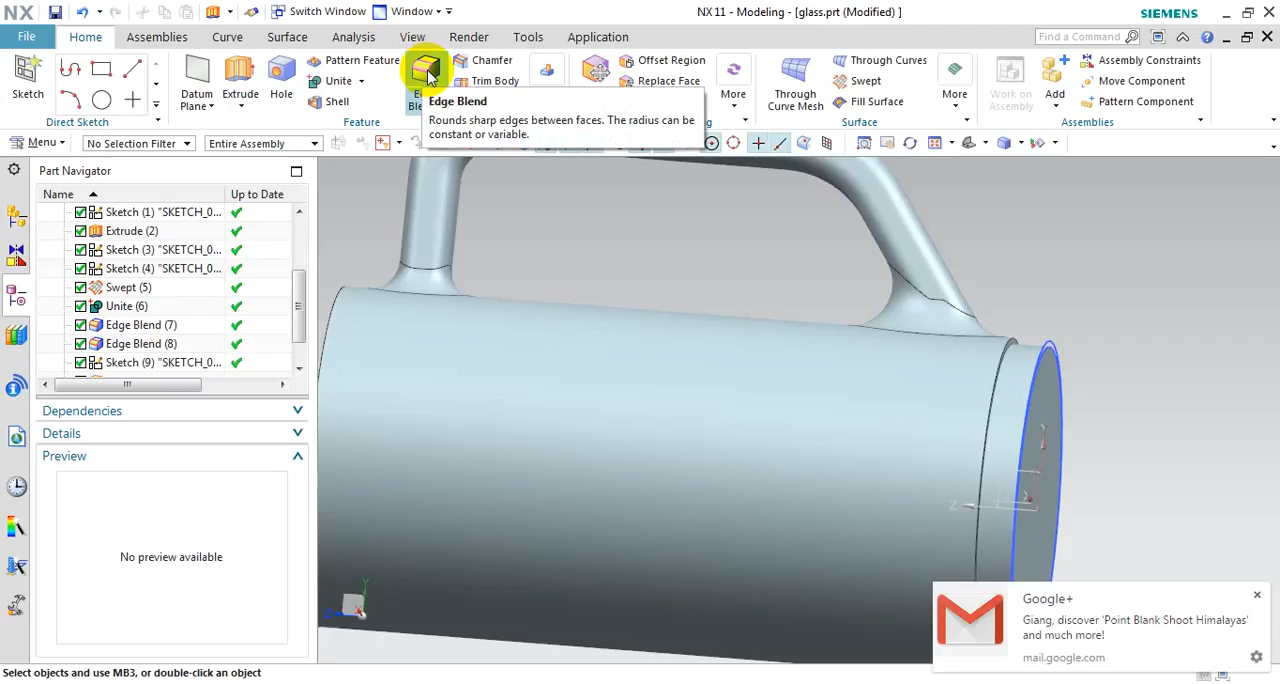 NX
Switch Window
Window
NX 11 - Modeling - [glass.prt (Modified) ]
SIEMENS
File
Home
Assemblies
Curve
Surface
Analysis
View
Render
Tools
Application
Find a Command
Sketch
Direct Sketch
Datum
Plane
Extrude
Hole
Pattern Feature
Unite
Shell
Feature
Chamfer
Trim Body
Offset Region
Replace Face
More
Through
Curve Mesh
Through Curves
Swept
Fill Surface
More
Surface
Work on
Assembly
Add
Assembly Constraints
Move Component
Pattern Component
Assemblies
Edge Blend
Rounds sharp edges between faces. The radius can be
constant or variable.
Menu
No Selection Filter
Entire Assembly
Part Navigator
Name
Up to Date
Sketch (1) "SKETCH_0...
Extrude (2)
Sketch (3) "SKETCH_0...
Sketch (4) "SKETCH_0...
Swept (5)
Unite (6)
Edge Blend (7)
Edge Blend (8)
Sketch (9) "SKETCH_0...
Dependencies
Details
Preview
No preview available
Y
Z
X
Y
Z
Google+
Giang, discover 'Point Blank Shoot Himalayas'
and much more!
mail.google.com
Select objects and use MB3, or double-click an object